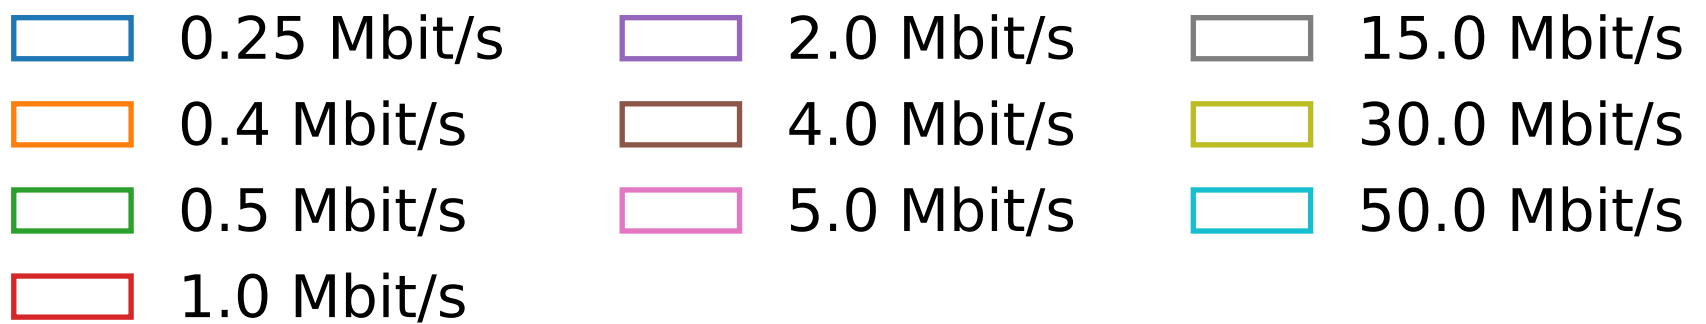 0.25 Mbit/s
0.4 Mbit/s
0.5 Mbit/s
1.0 Mbit/s
2.0 Mbit/s
4.0 Mbit/s
5.0 Mbit/s
15.0 Mbit/s
30.0 Mbit/s
50.0 Mbit/s